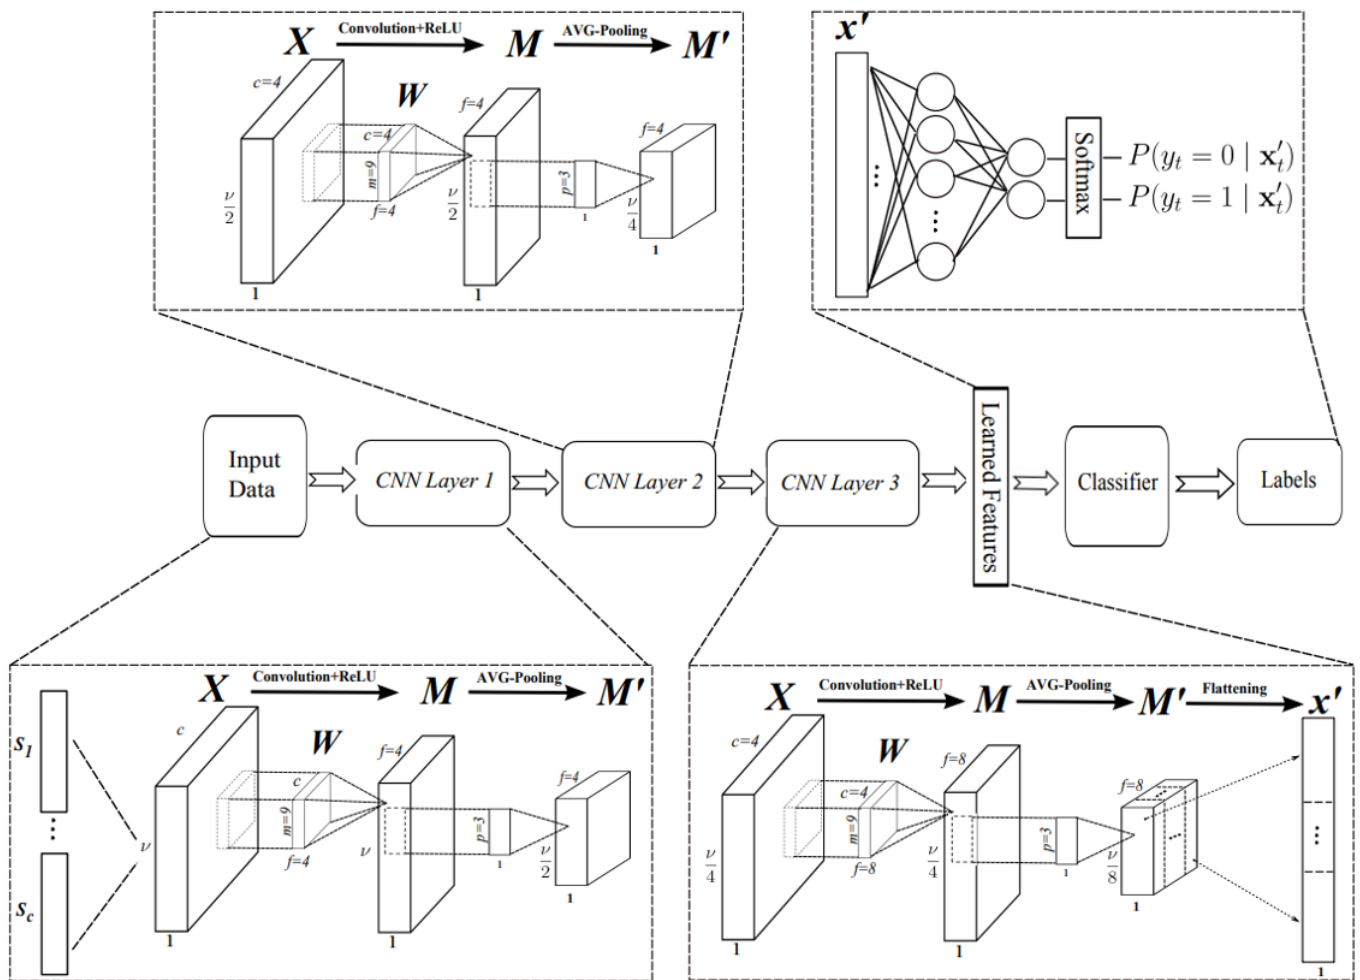 X Convolution+ReLU M AVG-Pooling M'
c=4
W
f=4
f=4
c=4
m=9
f=4
ν/2
ν/2
p=3
1
ν/4
1
1
1
x'
...
...
Softmax
P(y_t = 0 | x'_t)
P(y_t = 1 | x'_t)
Input
Data
CNN Layer 1
CNN Layer 2
CNN Layer 3
Learned Features
Classifier
Labels
X Convolution+ReLU M AVG-Pooling M'
S_1
...
S_c
ν
c
W
f=4
f=4
c
m=9
f=4
ν
p=3
1
ν/2
1
1
1
X Convolution+ReLU M AVG-Pooling M' Flattening x'
c=4
W
f=8
f=8
c=4
m=9
f=8
ν/4
ν/4
p=3
1
ν/8
...
...
...
1
1
1
1